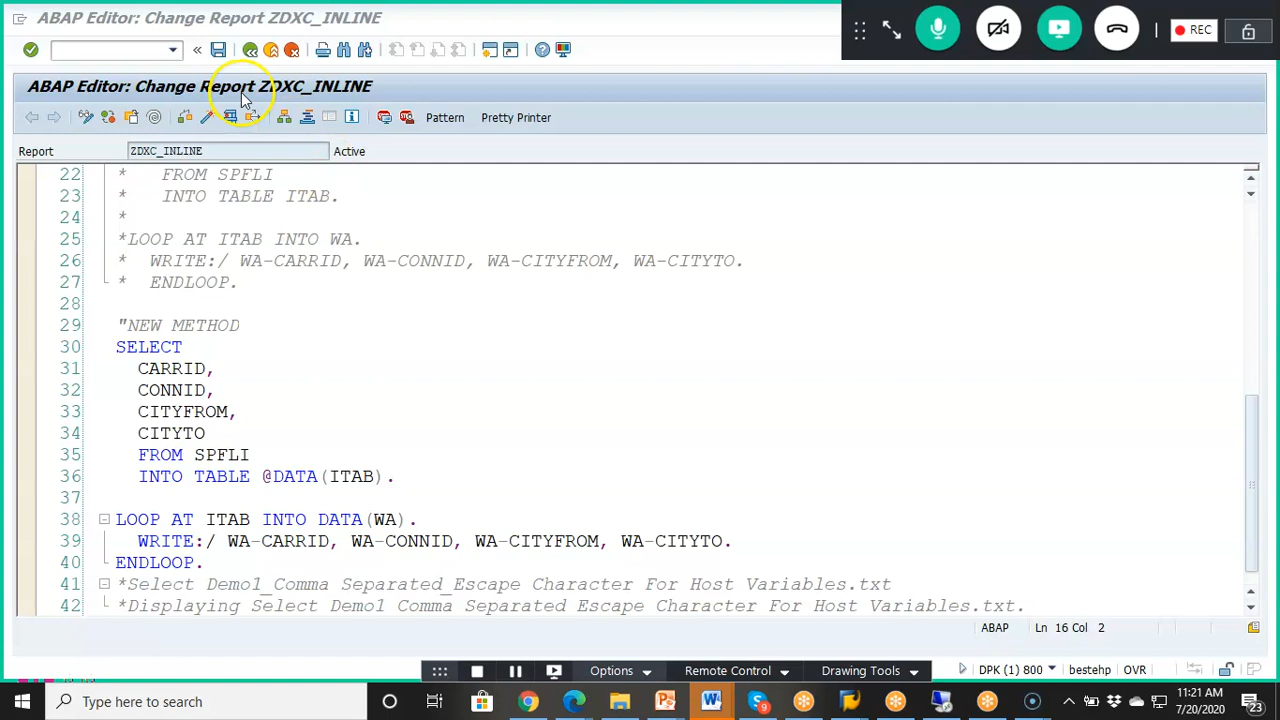 ABAP Editor: Change Report ZDXC_INLINE
REC
ABAP Editor: Change Report ZDXC_INLINE
Pattern Pretty Printer
Report ZDXC_INLINE Active
22 * FROM SPFLI
23 * INTO TABLE ITAB.
24 *
25 *LOOP AT ITAB INTO WA.
26 * WRITE:/ WA-CARRID, WA-CONNID, WA-CITYFROM, WA-CITYTO.
27 * ENDLOOP.
28
29 "NEW METHOD
30 SELECT
31 CARRID,
32 CONNID,
33 CITYFROM,
34 CITYTO
35 FROM SPFLI
36 INTO TABLE @DATA(ITAB).
37
38 LOOP AT ITAB INTO DATA(WA).
39 WRITE:/ WA-CARRID, WA-CONNID, WA-CITYFROM, WA-CITYTO.
40 ENDLOOP.
41 *Select Demo1_Comma Separated_Escape Character For Host Variables.txt
42 *Displaying Select Demo1 Comma Separated Escape Character For Host Variables.txt.
ABAP Ln 16 Col 2
Options Remote Control Drawing Tools DPK (1) 800 bestehp OVR
Type here to search
9
11:21 AM
7/20/2020
23